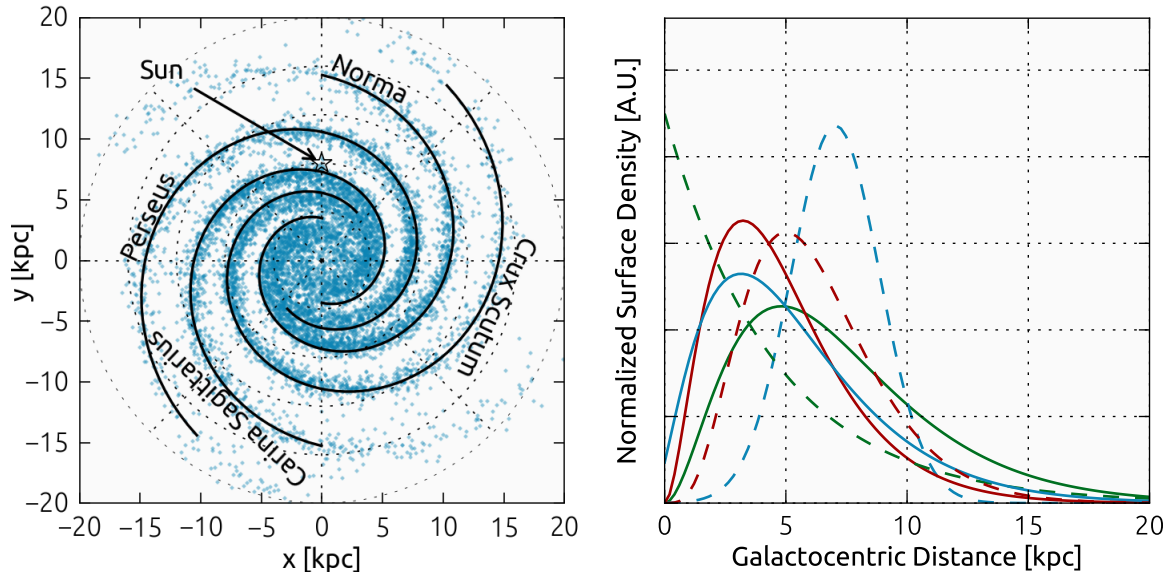 20
15
10
5
0
−5
−10
−15
−20
y [kpc]
Sun
Norma
Perseus
Crux Scutum
Carina Sagittarius
−20 −15 −10 −5 0 5 10 15 20
x [kpc]
Normalized Surface Density [A.U.]
0 5 10 15 20
Galactocentric Distance [kpc]